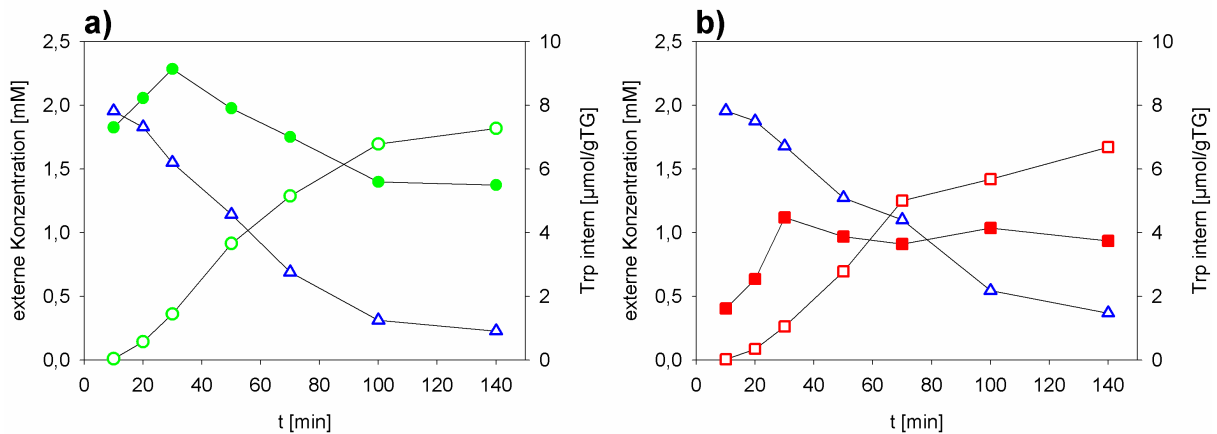 a)
externe Konzentration [mM]
2,5
2,0
1,5
1,0
0,5
0,0
10
8
6
4
2
0
Trp intern [µmol/gTG]
0 20 40 60 80 100 120 140
t [min]
b)
externe Konzentration [mM]
2,5
2,0
1,5
1,0
0,5
0,0
10
8
6
4
2
0
Trp intern [µmol/gTG]
0 20 40 60 80 100 120 140
t [min]